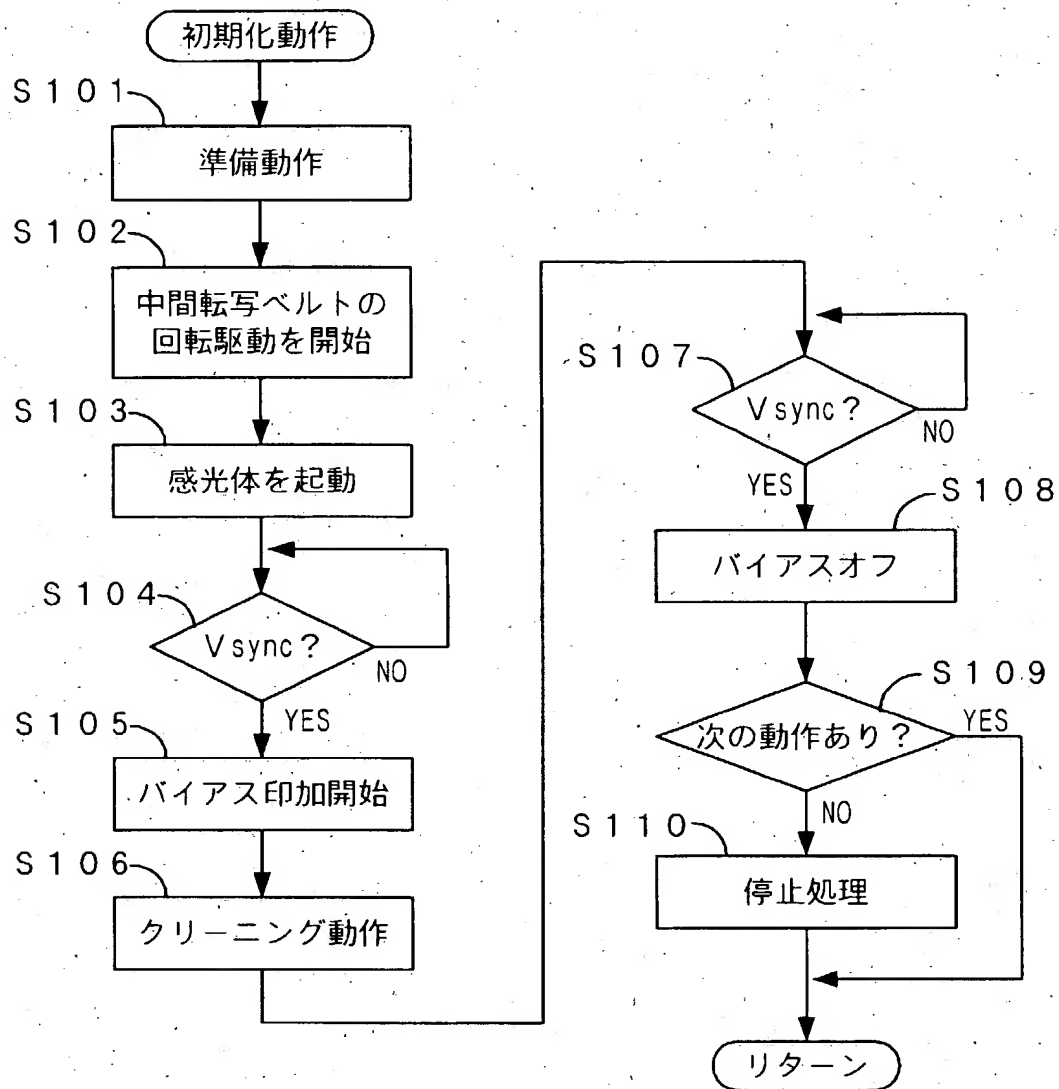 初期化動作
S101
準備動作
S102
中間転写ベルトの
回転駆動を開始
S103
感光体を起動
S104
Vsync?
NO
YES
S105
バイアス印加開始
S106
クリーニング動作
S107
Vsync?
NO
YES
S108
バイアスオフ
S109
次の動作あり?
YES
NO
S110
停止処理
リターン